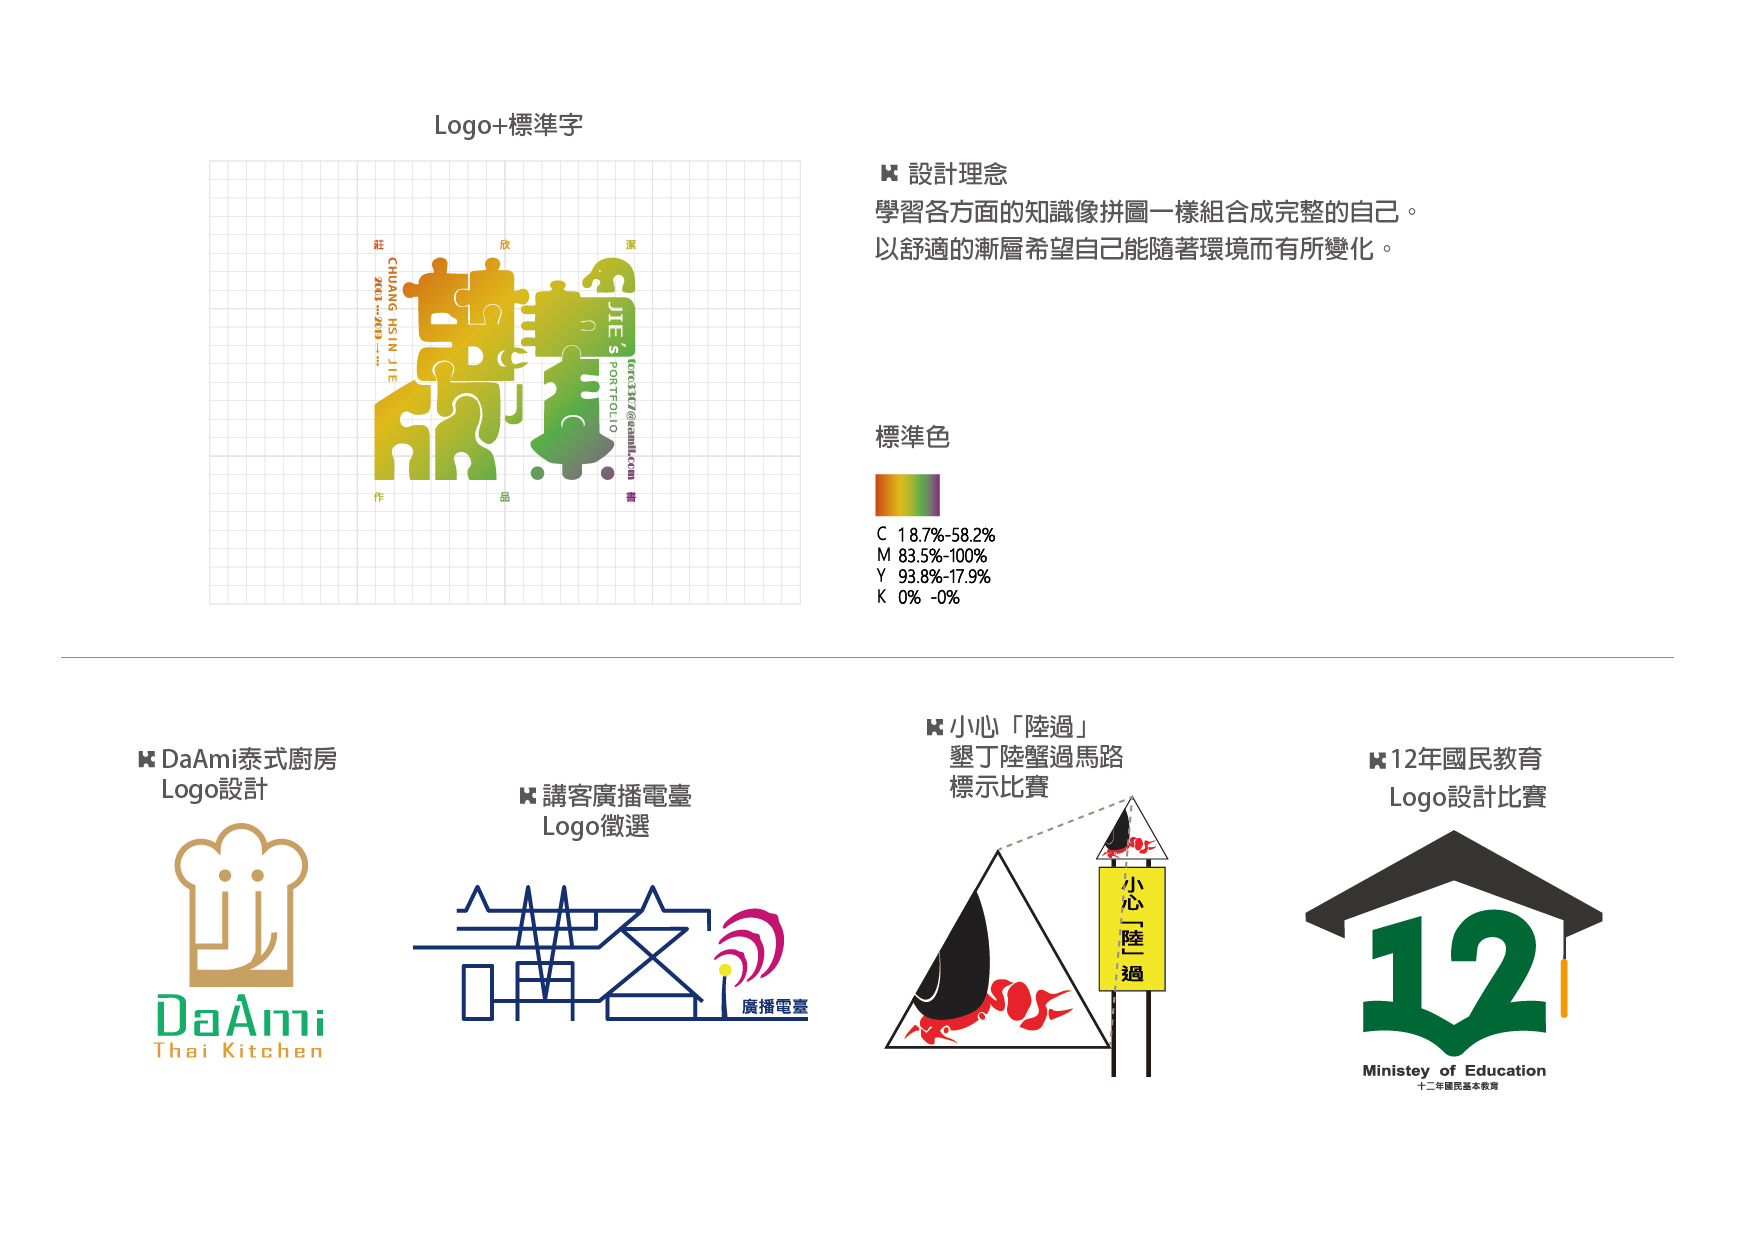 Logo+標準字
莊 欣 潔
CHUANG HSIN JIE
2003 ···2019 →···
JIE´s
PORTFOLIO
toro3307@gamil.com
作 品 書
設計理念
學習各方面的知識像拼圖一樣組合成完整的自己。
以舒適的漸層希望自己能隨著環境而有所變化。
標準色
C 18.7%-58.2%
M 83.5%-100%
Y 93.8%-17.9%
K 0% -0%
DaAmi泰式廚房
Logo設計
DaAmi
Thai Kitchen
講客廣播電臺
Logo徵選
講客
廣播電臺
小心「陸過」
墾丁陸蟹過馬路
標示比賽
小心「陸」過
12年國民教育
Logo設計比賽
12
Ministey of Education
十二年國民基本教育